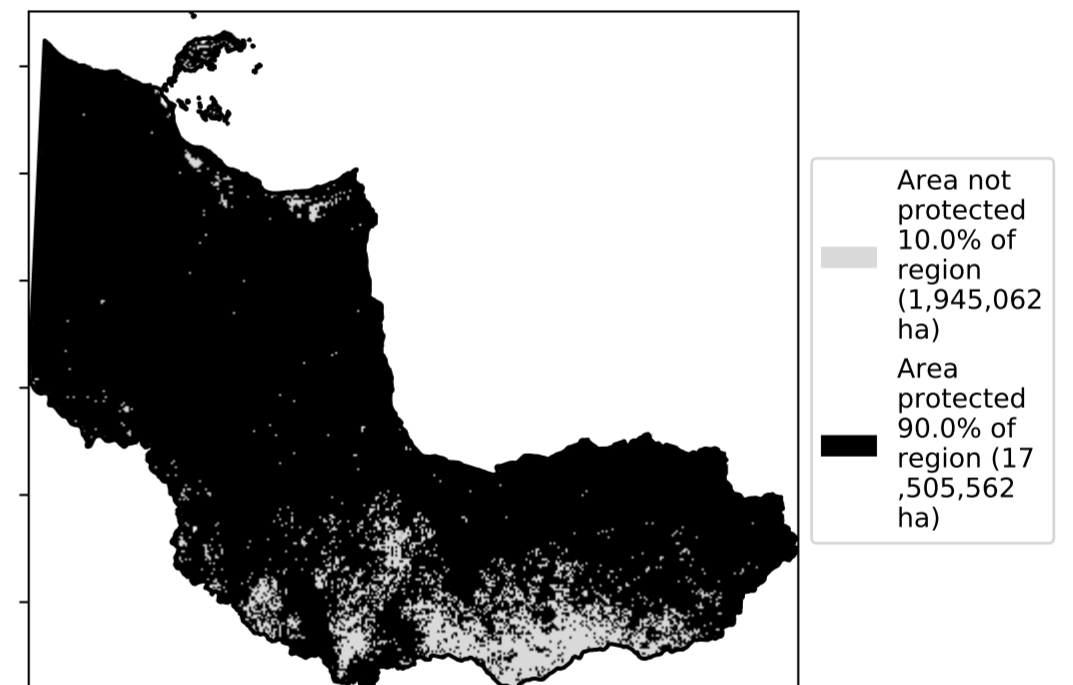 Area not
protected
10.0% of
region
(1,945,062
ha)
Area
protected
90.0% of
region (17
,505,562
ha)